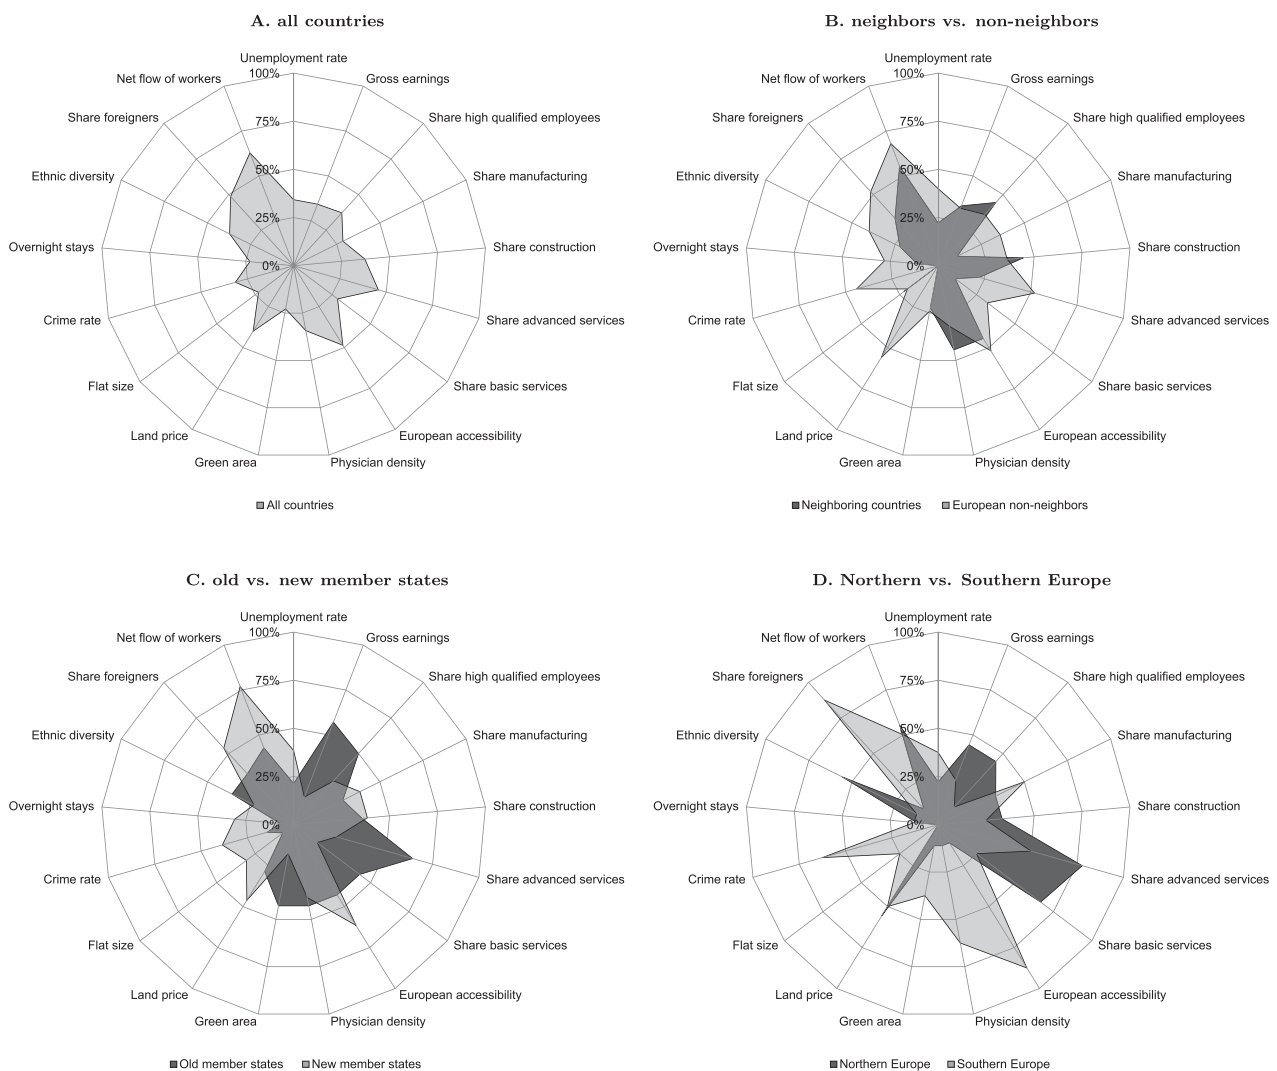 A. all countries
Unemployment rate
100%
Net flow of workers
Gross earnings
Share foreigners
75%
Share high qualified employees
Ethnic diversity
50%
Share manufacturing
25%
Overnight stays
Share construction
0%
Crime rate
Share advanced services
Flat size
Share basic services
Land price
European accessibility
Green area
Physician density
All countries
B. neighbors vs. non-neighbors
Unemployment rate
100%
Net flow of workers
Gross earnings
Share foreigners
75%
Share high qualified employees
Ethnic diversity
50%
Share manufacturing
25%
Overnight stays
Share construction
0%
Crime rate
Share advanced services
Flat size
Share basic services
Land price
European accessibility
Green area
Physician density
Neighboring countries
European non-neighbors
C. old vs. new member states
Unemployment rate
100%
Net flow of workers
Gross earnings
Share foreigners
75%
Share high qualified employees
Ethnic diversity
50%
Share manufacturing
25%
Overnight stays
Share construction
0%
Crime rate
Share advanced services
Flat size
Share basic services
Land price
European accessibility
Green area
Physician density
Old member states
New member states
D. Northern vs. Southern Europe
Unemployment rate
100%
Net flow of workers
Gross earnings
Share foreigners
75%
Share high qualified employees
Ethnic diversity
50%
Share manufacturing
25%
Overnight stays
Share construction
0%
Crime rate
Share advanced services
Flat size
Share basic services
Land price
European accessibility
Green area
Physician density
Northern Europe
Southern Europe